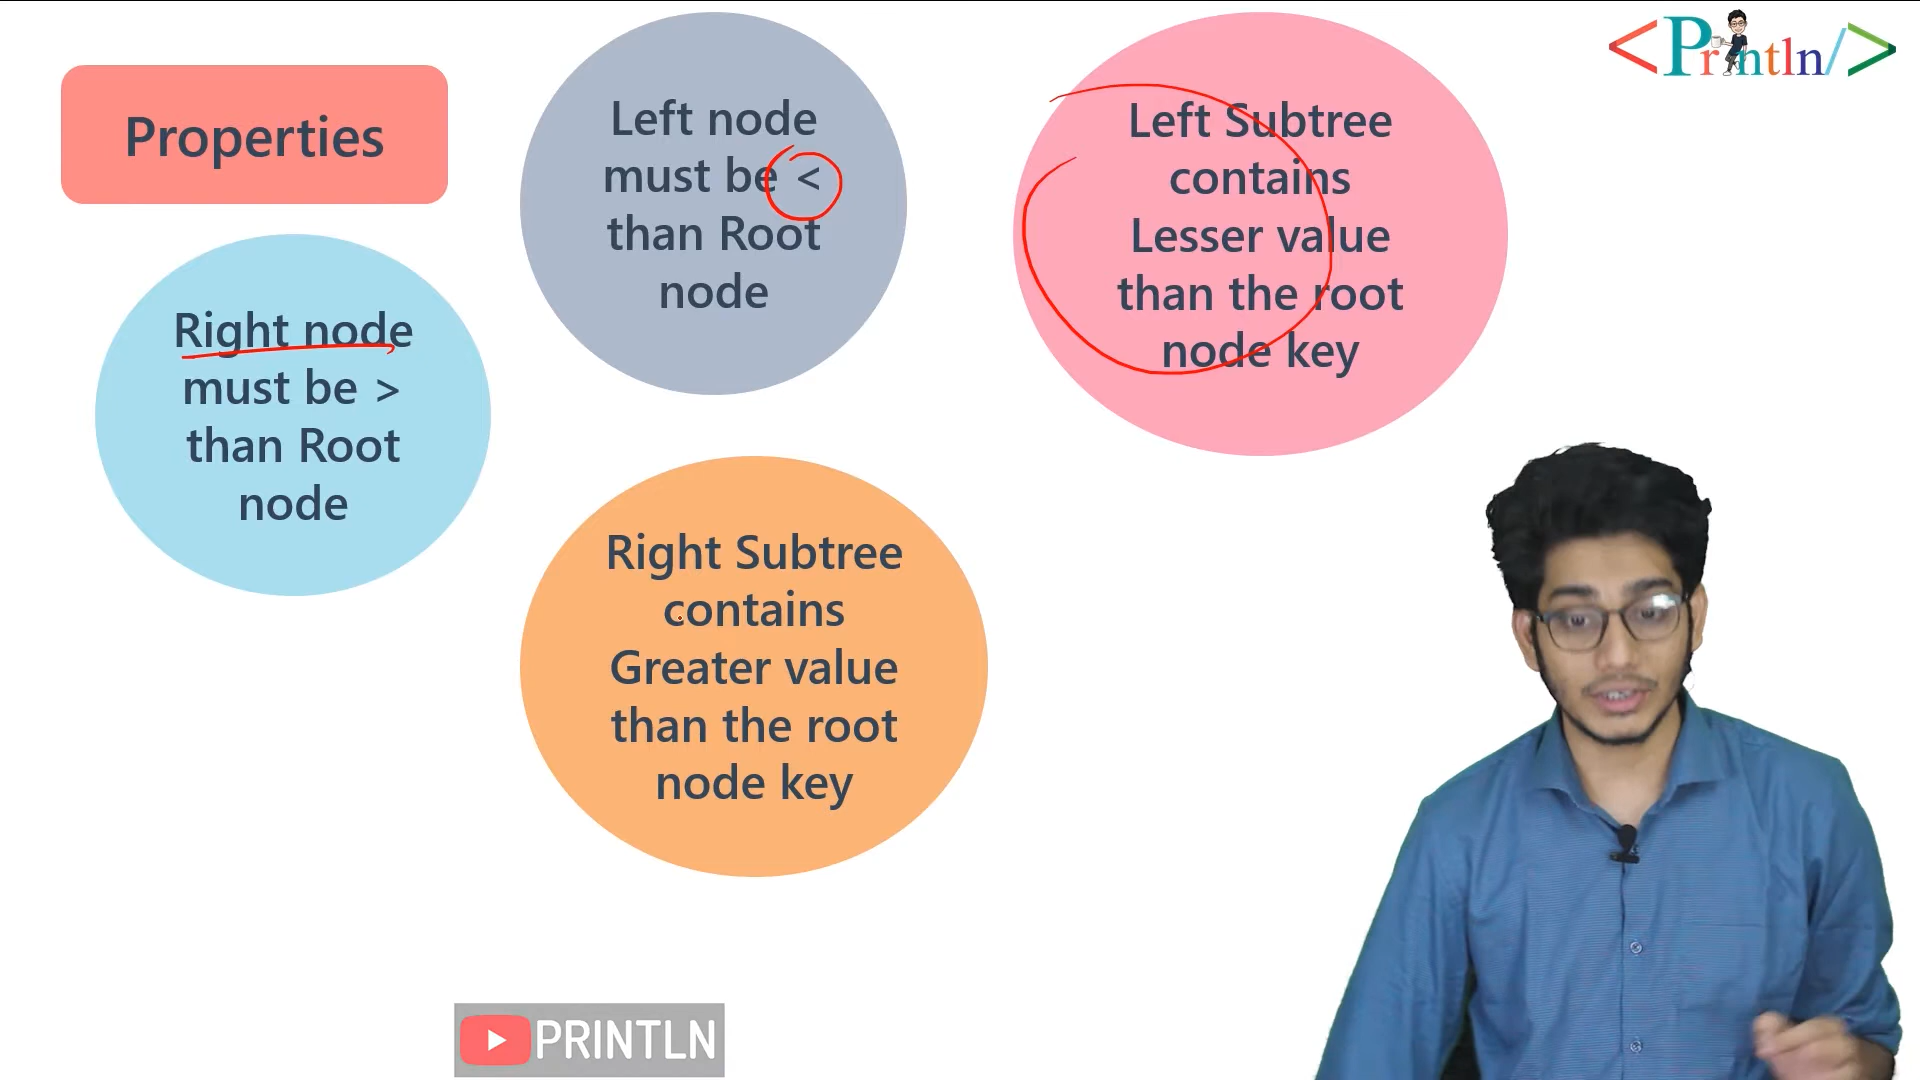 Properties
Left node
must be <
than Root
node
Left Subtree
contains
Lesser value
than the root
node key
<Println/>
Right node
must be >
than Root
node
Right Subtree
contains
Greater value
than the root
node key
PRINTLN